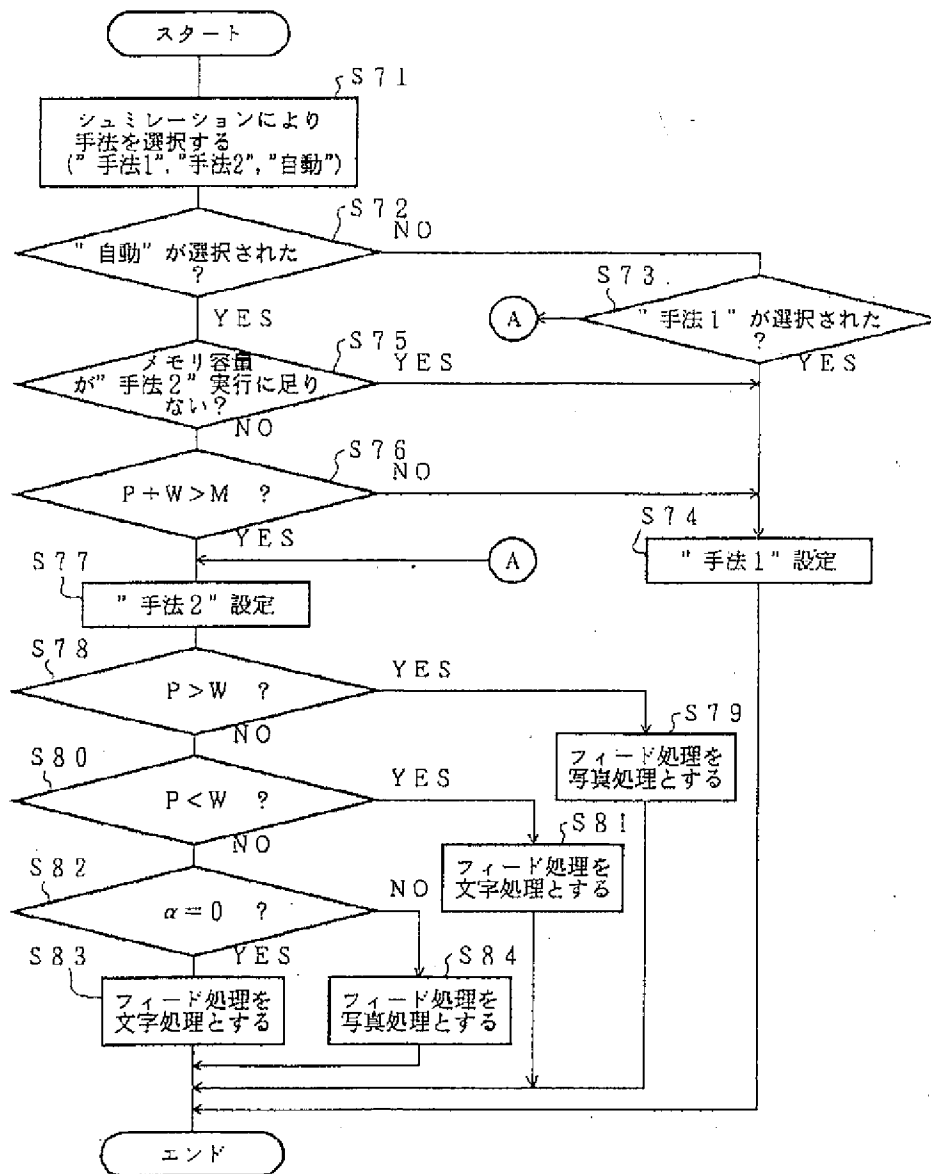 スタート
S71
シュミレーションにより
手法を選択する
("手法1","手法2","自動")
S72
NO
"自動"が選択された
?
S73
A
"手法1"が選択された
?
YES
YES
S75
YES
メモリ容量
が"手法2"実行に足り
ない?
NO
S76
NO
P+W>M ?
YES
S74
"手法1"設定
A
S77
"手法2"設定
S78
YES
P>W ?
NO
S79
フィード処理を
写真処理とする
S80
YES
P<W ?
NO
S81
フィード処理を
文字処理とする
S82
NO
α=0 ?
YES
S83
フィード処理を
文字処理とする
S84
フィード処理を
写真処理とする
エンド